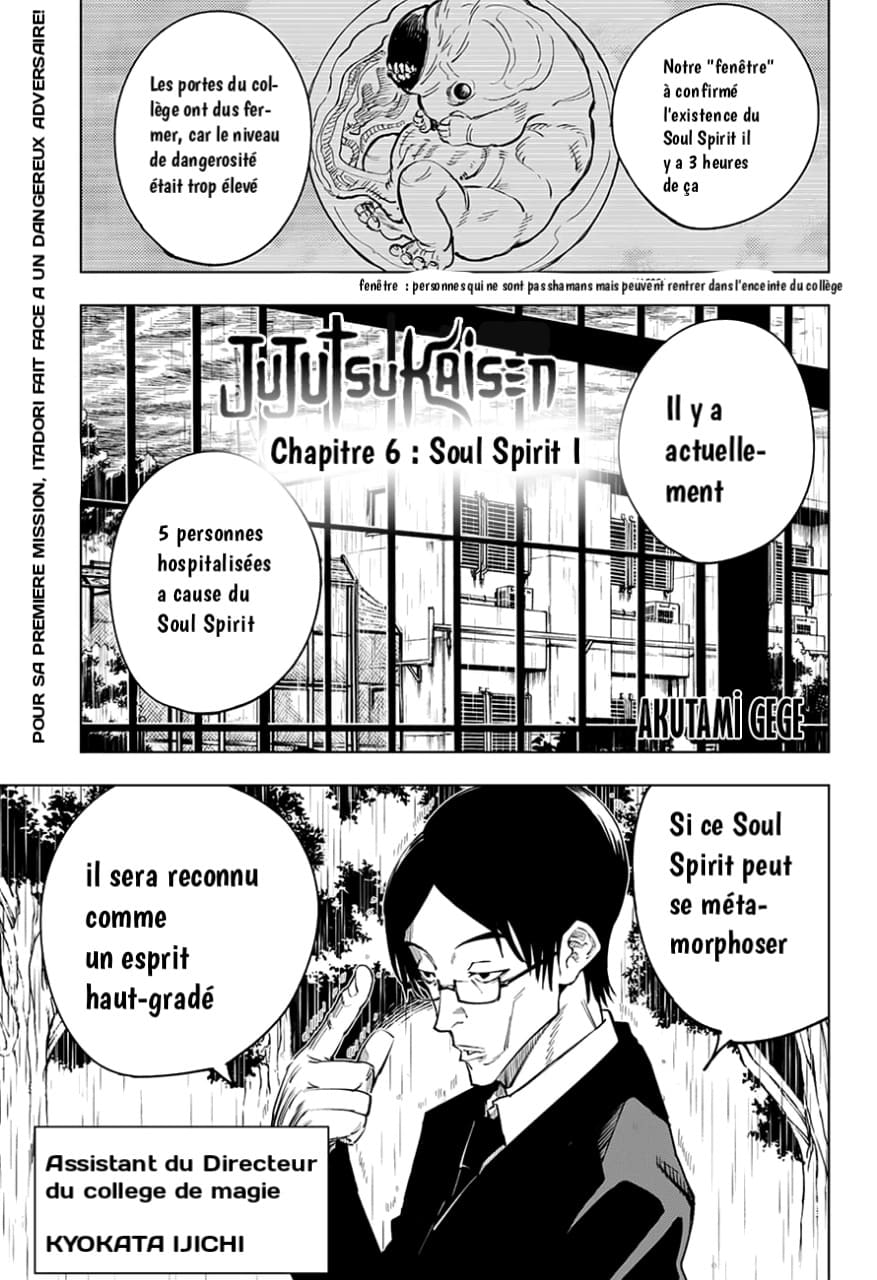 POUR SA PREMIERE MISSION, ITADORI FAIT FACE A UN DANGEREUX ADVERSAIRE!
Notre "fenêtre"
à confirmé
l'existence du
Soul Spirit il
y a 3 heures
de ça
Les portes du col-
lège ont dus fer-
mer, car le niveau
de dangerosité
était trop élevé
fenêtre : personnes qui ne sont pas shamans mais peuvent rentrer dans l'enceinte du collège
JUJUTSU KAISEN
Chapitre 6 : Soul Spirit I
Il y a
actuelle-
ment
5 personnes
hospitalisées
a cause du
Soul Spirit
AKUTAMI GEGE
Si ce Soul
Spirit peut
se méta-
morphoser
il sera reconnu
comme
un esprit
haut-gradé
Assistant du Directeur
du college de magie
KYOKATA IJICHI